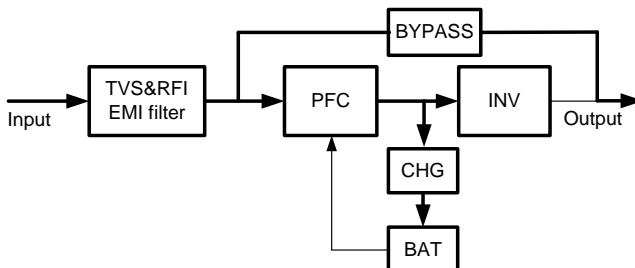 BYPASS
TVS&RFI
EMI filter
PFC
INV
Input
Output
CHG
BAT